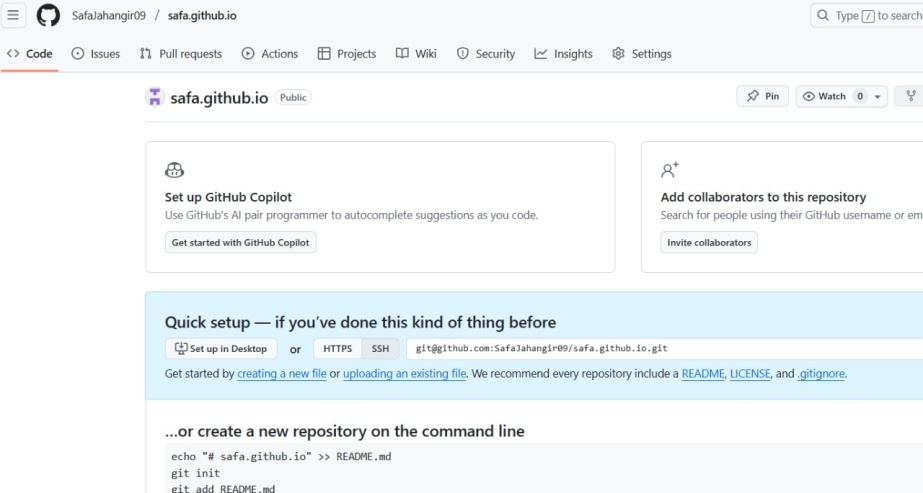 SafaJahangir09 / safa.github.io
Type / to search
Code Issues Pull requests Actions Projects Wiki Security Insights Settings
safa.github.io Public
Pin Watch 0
Set up GitHub Copilot
Use GitHub's AI pair programmer to autocomplete suggestions as you code.
Get started with GitHub Copilot
Add collaborators to this repository
Search for people using their GitHub username or em
Invite collaborators
Quick setup — if you've done this kind of thing before
Set up in Desktop or HTTPS SSH git@github.com:SafaJahangir09/safa.github.io.git
Get started by creating a new file or uploading an existing file. We recommend every repository include a README, LICENSE, and .gitignore.
...or create a new repository on the command line
echo "# safa.github.io" >> README.md
git init
git add README.md